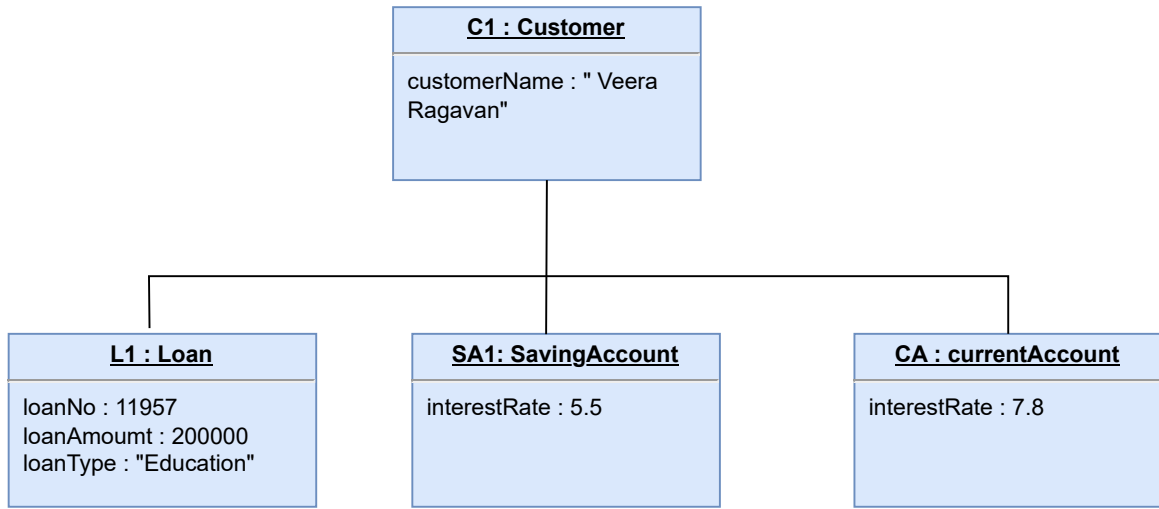 C1 : Customer
customerName : " Veera
Ragavan"
L1 : Loan
loanNo : 11957
loanAmoumt : 200000
loanType : "Education"
SA1: SavingAccount
interestRate : 5.5
CA : currentAccount
interestRate : 7.8